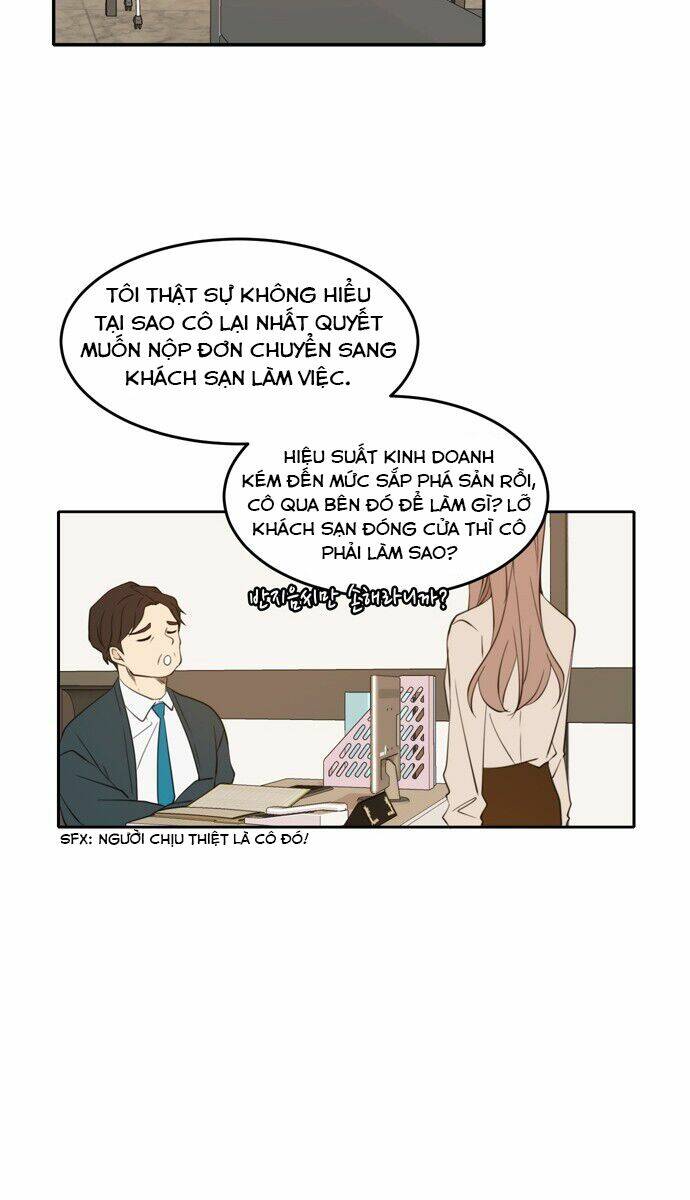 TÔI THẬT SỰ KHÔNG HIỂU
TẠI SAO CÔ LẠI NHẤT QUYẾT
MUỐN NỘP ĐƠN CHUYỂN SANG
KHÁCH SẠN LÀM VIỆC.
HIỆU SUẤT KINH DOANH
KÉM ĐẾN MỨC SẮP PHÁ SẢN RỒI,
CÔ QUA BÊN ĐÓ ĐỂ LÀM GÌ? LỠ
KHÁCH SẠN ĐÓNG CỬA THÌ CÔ
PHẢI LÀM SAO?
반지음씨만 손해라니까?
SFX: NGƯỜI CHỊU THIỆT LÀ CÔ ĐÓ!